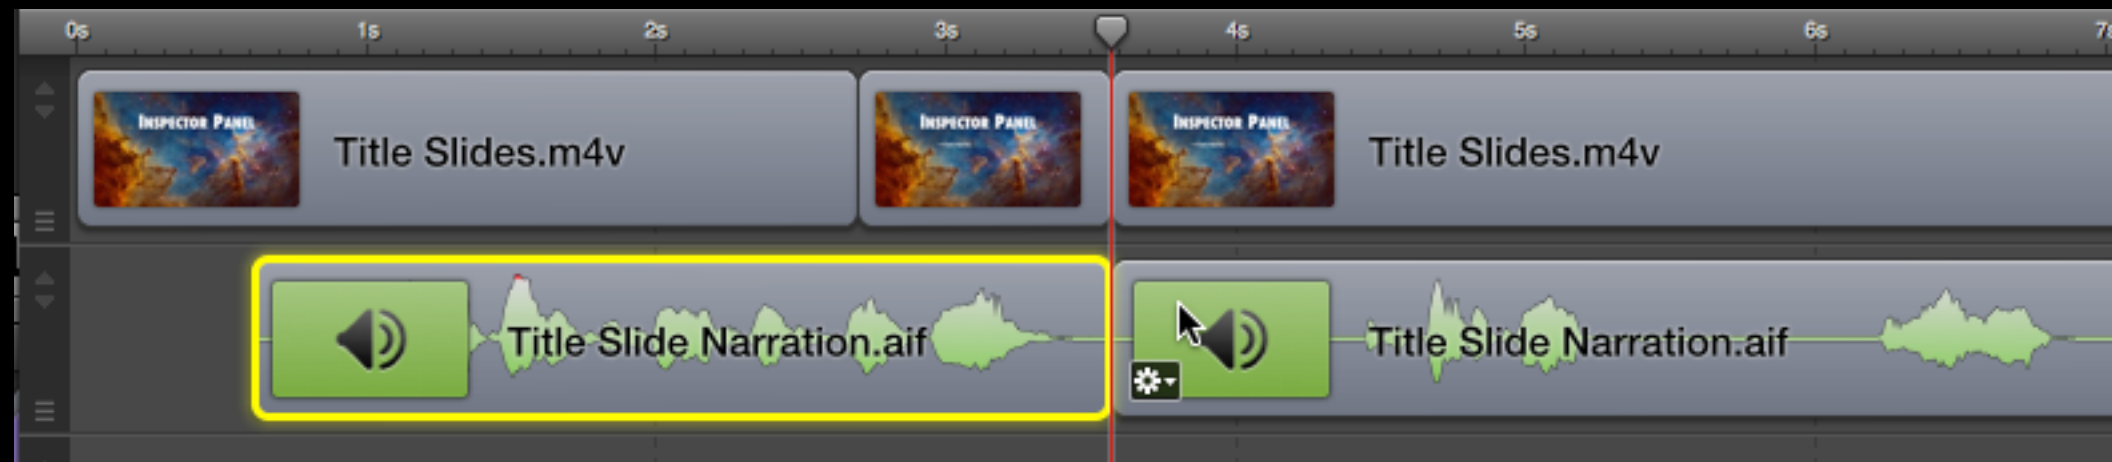 0s 1s 2s 3s 4s 5s 6s
INSPECTOR PANEL
Title Slides.m4v
INSPECTOR PANEL
INSPECTOR PANEL
Title Slides.m4v
Title Slide Narration.aif
Title Slide Narration.aif